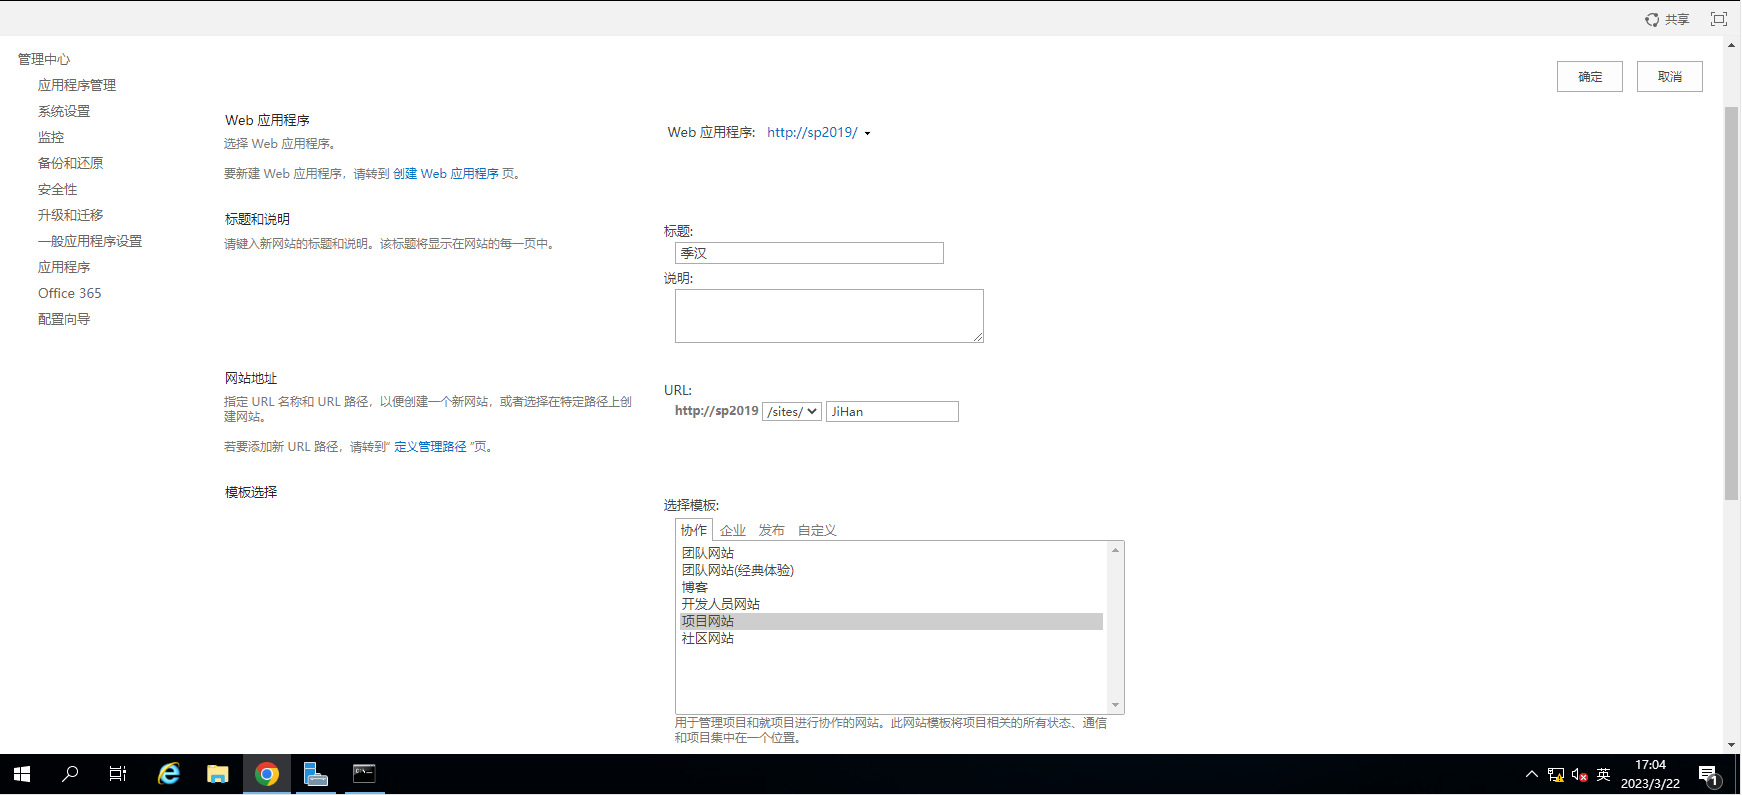 共享
管理中心
应用程序管理
系统设置
监控
备份和还原
安全性
升级和迁移
一般应用程序设置
应用程序
Office 365
配置向导
确定
取消
Web 应用程序
选择 Web 应用程序。
要新建 Web 应用程序，请转到 创建 Web 应用程序 页。
Web 应用程序: http://sp2019/
标题和说明
请键入新网站的标题和说明。该标题将显示在网站的每一页中。
标题:
季汉
说明:
网站地址
指定 URL 名称和 URL 路径，以便创建一个新网站，或者选择在特定路径上创
建网站。
若要添加新 URL 路径，请转到“ 定义管理路径 ”页。
URL:
http://sp2019 /sites/ JiHan
模板选择
选择模板:
协作 企业 发布 自定义
团队网站
团队网站(经典体验)
博客
开发人员网站
项目网站
社区网站
用于管理项目和就项目进行协作的网站。此网站模板将项目相关的所有状态、通信
和项目集中在一个位置。
英
17:04
2023/3/22
1